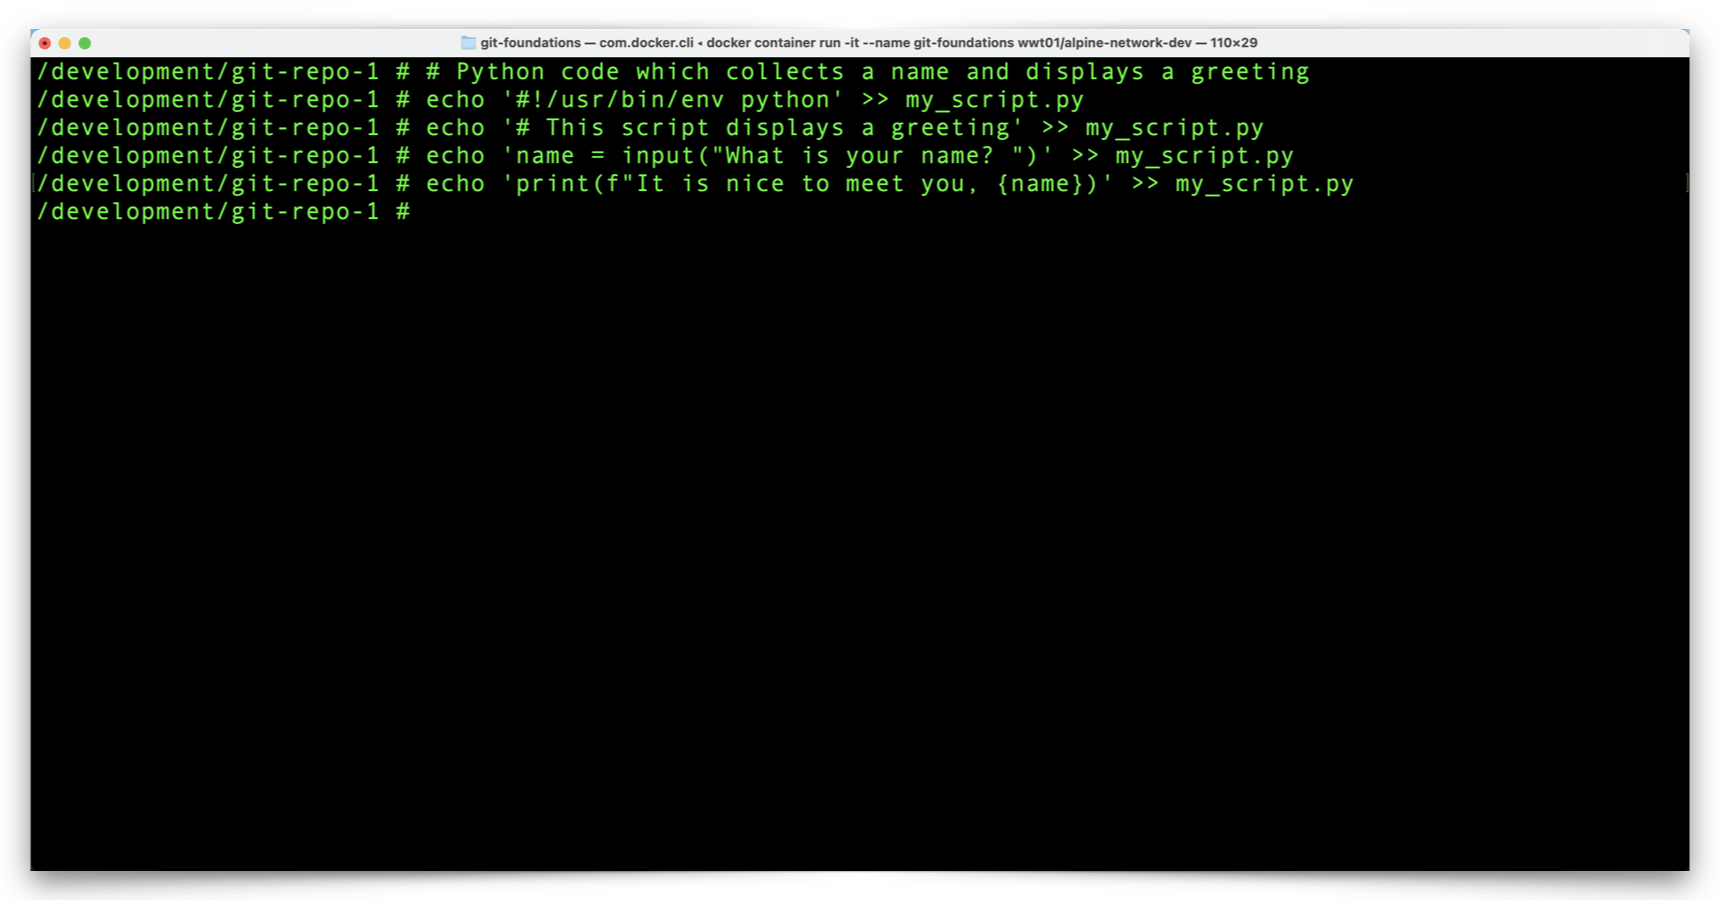 git-foundations — com.docker.cli ◂ docker container run -it --name git-foundations wwt01/alpine-network-dev — 110×29
/development/git-repo-1 # # Python code which collects a name and displays a greeting
/development/git-repo-1 # echo '#!/usr/bin/env python' >> my_script.py
/development/git-repo-1 # echo '# This script displays a greeting' >> my_script.py
/development/git-repo-1 # echo 'name = input("What is your name? ")' >> my_script.py
/development/git-repo-1 # echo 'print(f"It is nice to meet you, {name})' >> my_script.py
/development/git-repo-1 #